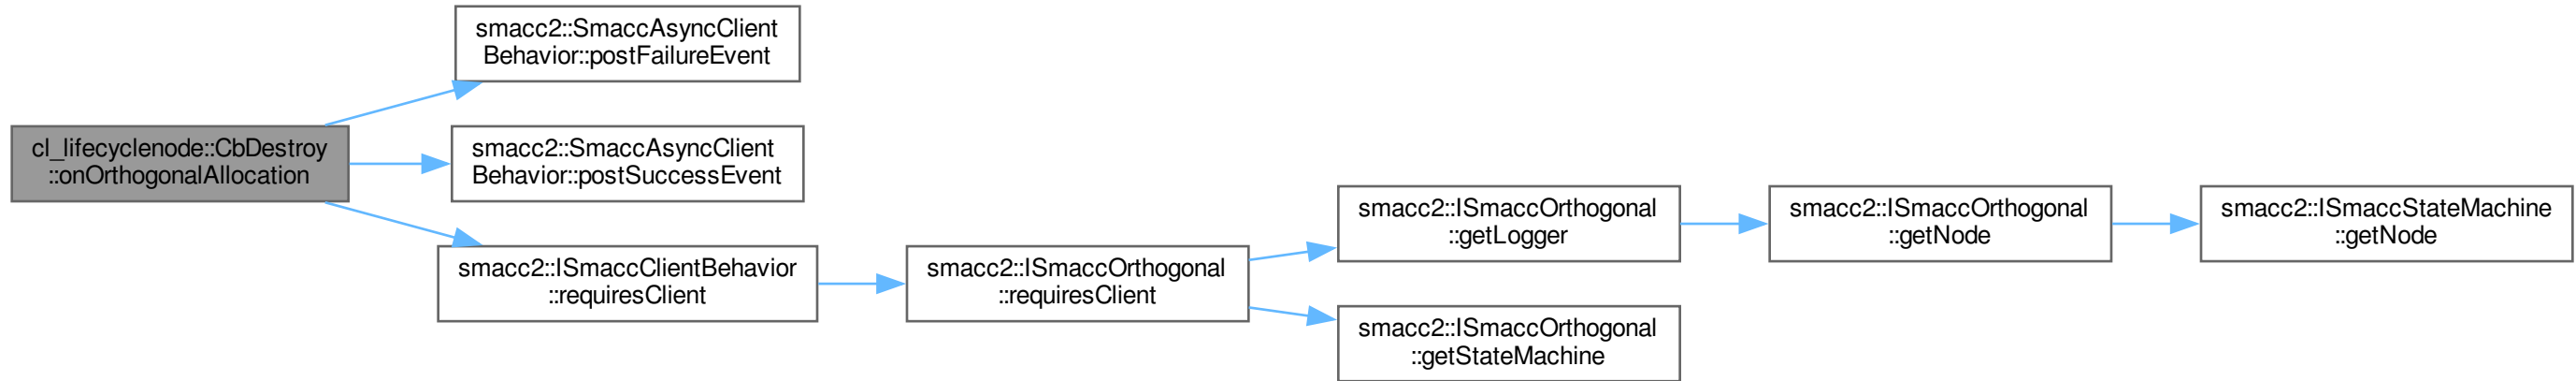 smacc2::SmaccAsyncClient
Behavior::postFailureEvent
cl_lifecyclenode::CbDestroy
::onOrthogonalAllocation
smacc2::SmaccAsyncClient
Behavior::postSuccessEvent
smacc2::ISmaccClientBehavior
::requiresClient
smacc2::ISmaccOrthogonal
::requiresClient
smacc2::ISmaccOrthogonal
::getLogger
smacc2::ISmaccOrthogonal
::getNode
smacc2::ISmaccStateMachine
::getNode
smacc2::ISmaccOrthogonal
::getStateMachine